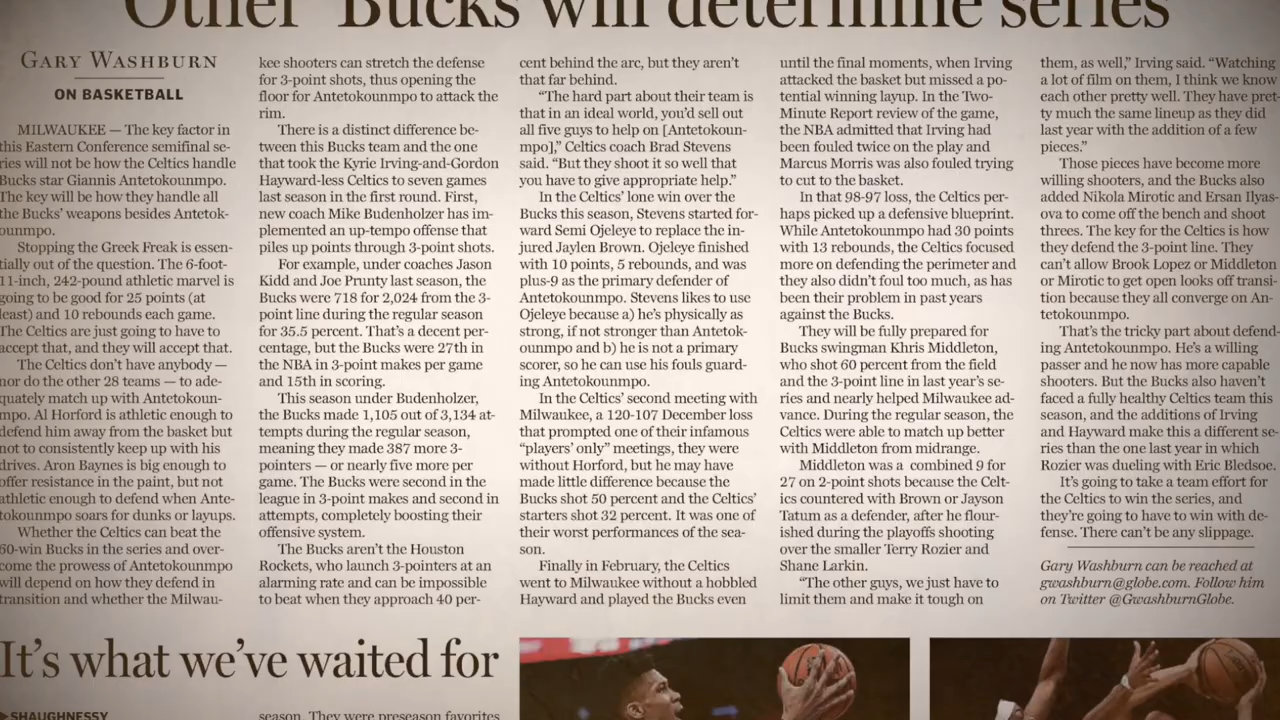 Other Bucks will determine series
GARY WASHBURN
ON BASKETBALL
MILWAUKEE — The key factor in
this Eastern Conference semifinal se-
ries will not be how the Celtics handle
Bucks star Giannis Antetokounmpo.
The key will be how they handle all
the Bucks' weapons besides Antetok-
ounmpo.
Stopping the Greek Freak is essen-
tially out of the question. The 6-foot-
11-inch, 242-pound athletic marvel is
going to be good for 25 points (at
least) and 10 rebounds each game.
The Celtics are just going to have to
accept that, and they will accept that.
The Celtics don't have anybody —
nor do the other 28 teams — to ade-
quately match up with Antetokoun-
mpo. Al Horford is athletic enough to
defend him away from the basket but
not to consistently keep up with his
drives. Aron Baynes is big enough to
offer resistance in the paint, but not
athletic enough to defend when Ante-
tokounmpo soars for dunks or layups.
Whether the Celtics can beat the
60-win Bucks in the series and over-
come the prowess of Antetokounmpo
will depend on how they defend in
transition and whether the Milwau-
kee shooters can stretch the defense
for 3-point shots, thus opening the
floor for Antetokounmpo to attack the
rim.
There is a distinct difference be-
tween this Bucks team and the one
that took the Kyrie Irving-and-Gordon
Hayward-less Celtics to seven games
last season in the first round. First,
new coach Mike Budenholzer has im-
plemented an up-tempo offense that
piles up points through 3-point shots.
For example, under coaches Jason
Kidd and Joe Prunty last season, the
Bucks were 718 for 2,024 from the 3-
point line during the regular season
for 35.5 percent. That's a decent per-
centage, but the Bucks were 27th in
the NBA in 3-point makes per game
and 15th in scoring.
This season under Budenholzer,
the Bucks made 1,105 out of 3,134 at-
tempts during the regular season,
meaning they made 387 more 3-
pointers — or nearly five more per
game. The Bucks were second in the
league in 3-point makes and second in
attempts, completely boosting their
offensive system.
The Bucks aren't the Houston
Rockets, who launch 3-pointers at an
alarming rate and can be impossible
to beat when they approach 40 per-
cent behind the arc, but they aren't
that far behind.
"The hard part about their team is
that in an ideal world, you'd sell out
all five guys to help on [Antetokoun-
mpo]," Celtics coach Brad Stevens
said. "But they shoot it so well that
you have to give appropriate help."
In the Celtics' lone win over the
Bucks this season, Stevens started for-
ward Semi Ojeleye to replace the in-
jured Jaylen Brown. Ojeleye finished
with 10 points, 5 rebounds, and was
plus-9 as the primary defender of
Antetokounmpo. Stevens likes to use
Ojeleye because a) he's physically as
strong, if not stronger than Antetok-
ounmpo and b) he is not a primary
scorer, so he can use his fouls guard-
ing Antetokounmpo.
In the Celtics' second meeting with
Milwaukee, a 120-107 December loss
that prompted one of their infamous
"players' only" meetings, they were
without Horford, but he may have
made little difference because the
Bucks shot 50 percent and the Celtics'
starters shot 32 percent. It was one of
their worst performances of the sea-
son.
Finally in February, the Celtics
went to Milwaukee without a hobbled
Hayward and played the Bucks even
until the final moments, when Irving
attacked the basket but missed a po-
tential winning layup. In the Two-
Minute Report review of the game,
the NBA admitted that Irving had
been fouled twice on the play and
Marcus Morris was also fouled trying
to cut to the basket.
In that 98-97 loss, the Celtics per-
haps picked up a defensive blueprint.
While Antetokounmpo had 30 points
with 13 rebounds, the Celtics focused
more on defending the perimeter and
they also didn't foul too much, as has
been their problem in past years
against the Bucks.
They will be fully prepared for
Bucks swingman Khris Middleton,
who shot 60 percent from the field
and the 3-point line in last year's se-
ries and nearly helped Milwaukee ad-
vance. During the regular season, the
Celtics were able to match up better
with Middleton from midrange.
Middleton was a combined 9 for
27 on 2-point shots because the Celt-
ics countered with Brown or Jayson
Tatum as a defender, after he flour-
ished during the playoffs shooting
over the smaller Terry Rozier and
Shane Larkin.
"The other guys, we just have to
limit them and make it tough on
them, as well," Irving said. "Watching
a lot of film on them, I think we know
each other pretty well. They have pret-
ty much the same lineup as they did
last year with the addition of a few
pieces."
Those pieces have become more
willing shooters, and the Bucks also
added Nikola Mirotic and Ersan Ilyas-
ova to come off the bench and shoot
threes. The key for the Celtics is how
they defend the 3-point line. They
can't allow Brook Lopez or Middleton
or Mirotic to get open looks off transi-
tion because they all converge on An-
tetokounmpo.
That's the tricky part about defend-
ing Antetokounmpo. He's a willing
passer and he now has more capable
shooters. But the Bucks also haven't
faced a fully healthy Celtics team this
season, and the additions of Irving
and Hayward make this a different se-
ries than the one last year in which
Rozier was dueling with Eric Bledsoe.
It's going to take a team effort for
the Celtics to win the series, and
they're going to have to win with de-
fense. There can't be any slippage.
Gary Washburn can be reached at
gwashburn@globe.com. Follow him
on Twitter @GwashburnGlobe.
It's what we've waited for
▶SHAUGHNESSY
season. They were preseason favorites